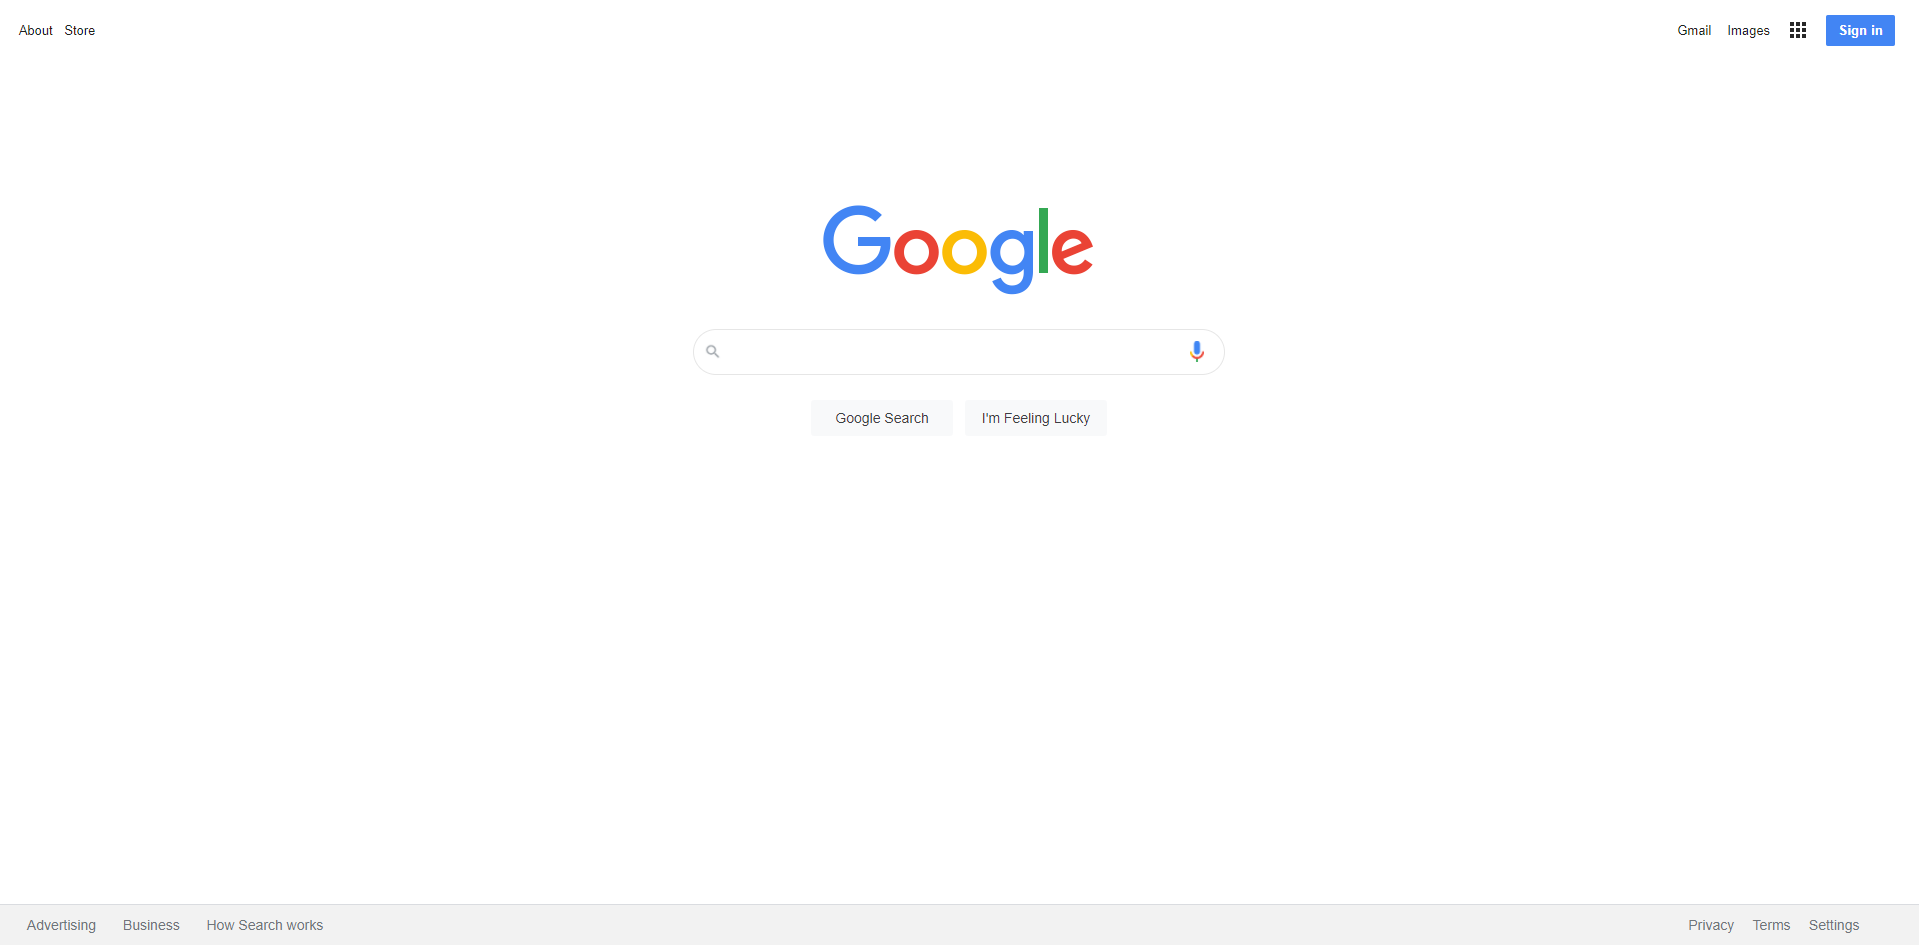 About Store Gmail Images Sign in
Google
Google Search I'm Feeling Lucky
Advertising Business How Search works Privacy Terms Settings